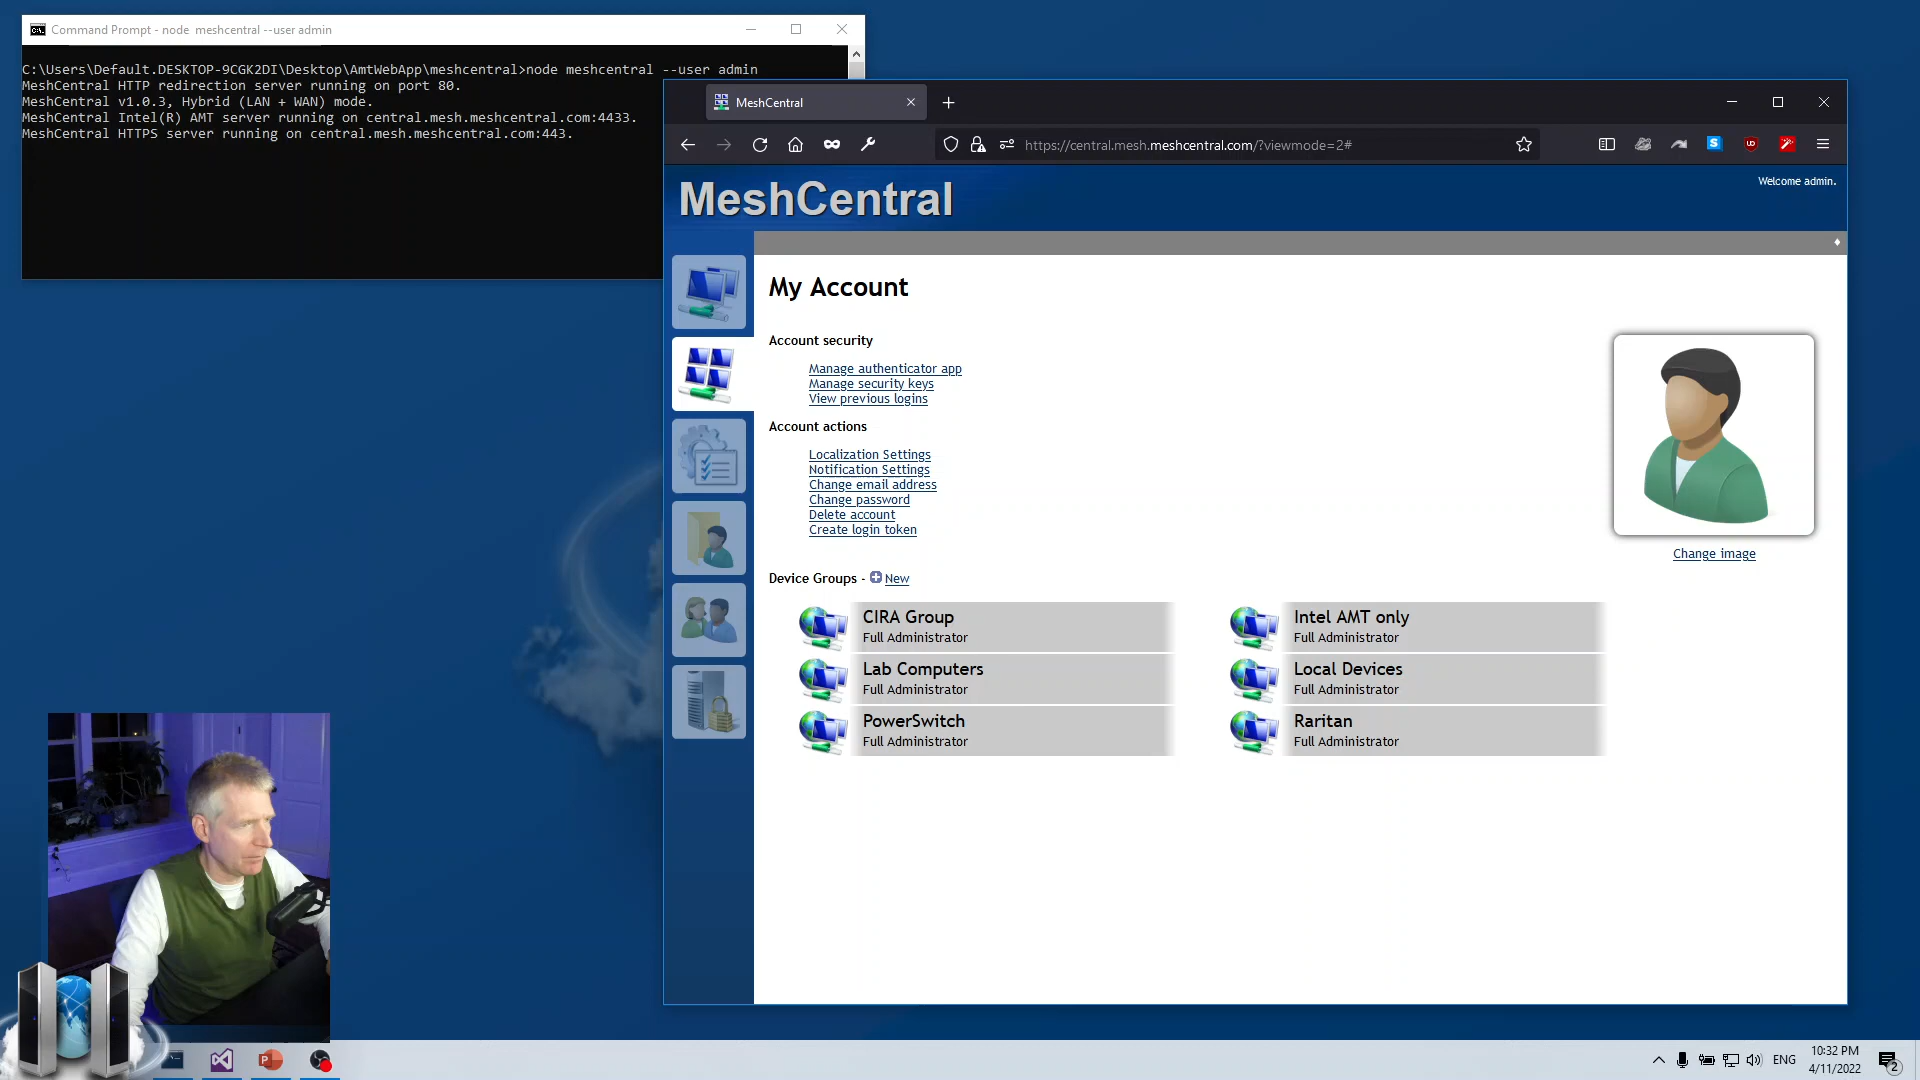 Command Prompt - node  meshcentral --user admin
C:\Users\Default.DESKTOP-9CGK2DI\Desktop\AmtWebApp\meshcentral>node meshcentral --user admin
MeshCentral HTTP redirection server running on port 80.
MeshCentral v1.0.3, Hybrid (LAN + WAN) mode.
MeshCentral Intel(R) AMT server running on central.mesh.meshcentral.com:4433.
MeshCentral HTTPS server running on central.mesh.meshcentral.com:443.
MeshCentral
https://central.mesh.meshcentral.com/?viewmode=2#
MeshCentral
Welcome admin.
My Account
Account security
Manage authenticator app
Manage security keys
View previous logins
Account actions
Localization Settings
Notification Settings
Change email address
Change password
Delete account
Create login token
Change image
Device Groups - New
CIRA Group
Full Administrator
Intel AMT only
Full Administrator
Lab Computers
Full Administrator
Local Devices
Full Administrator
PowerSwitch
Full Administrator
Raritan
Full Administrator
ENG
10:32 PM
4/11/2022
2